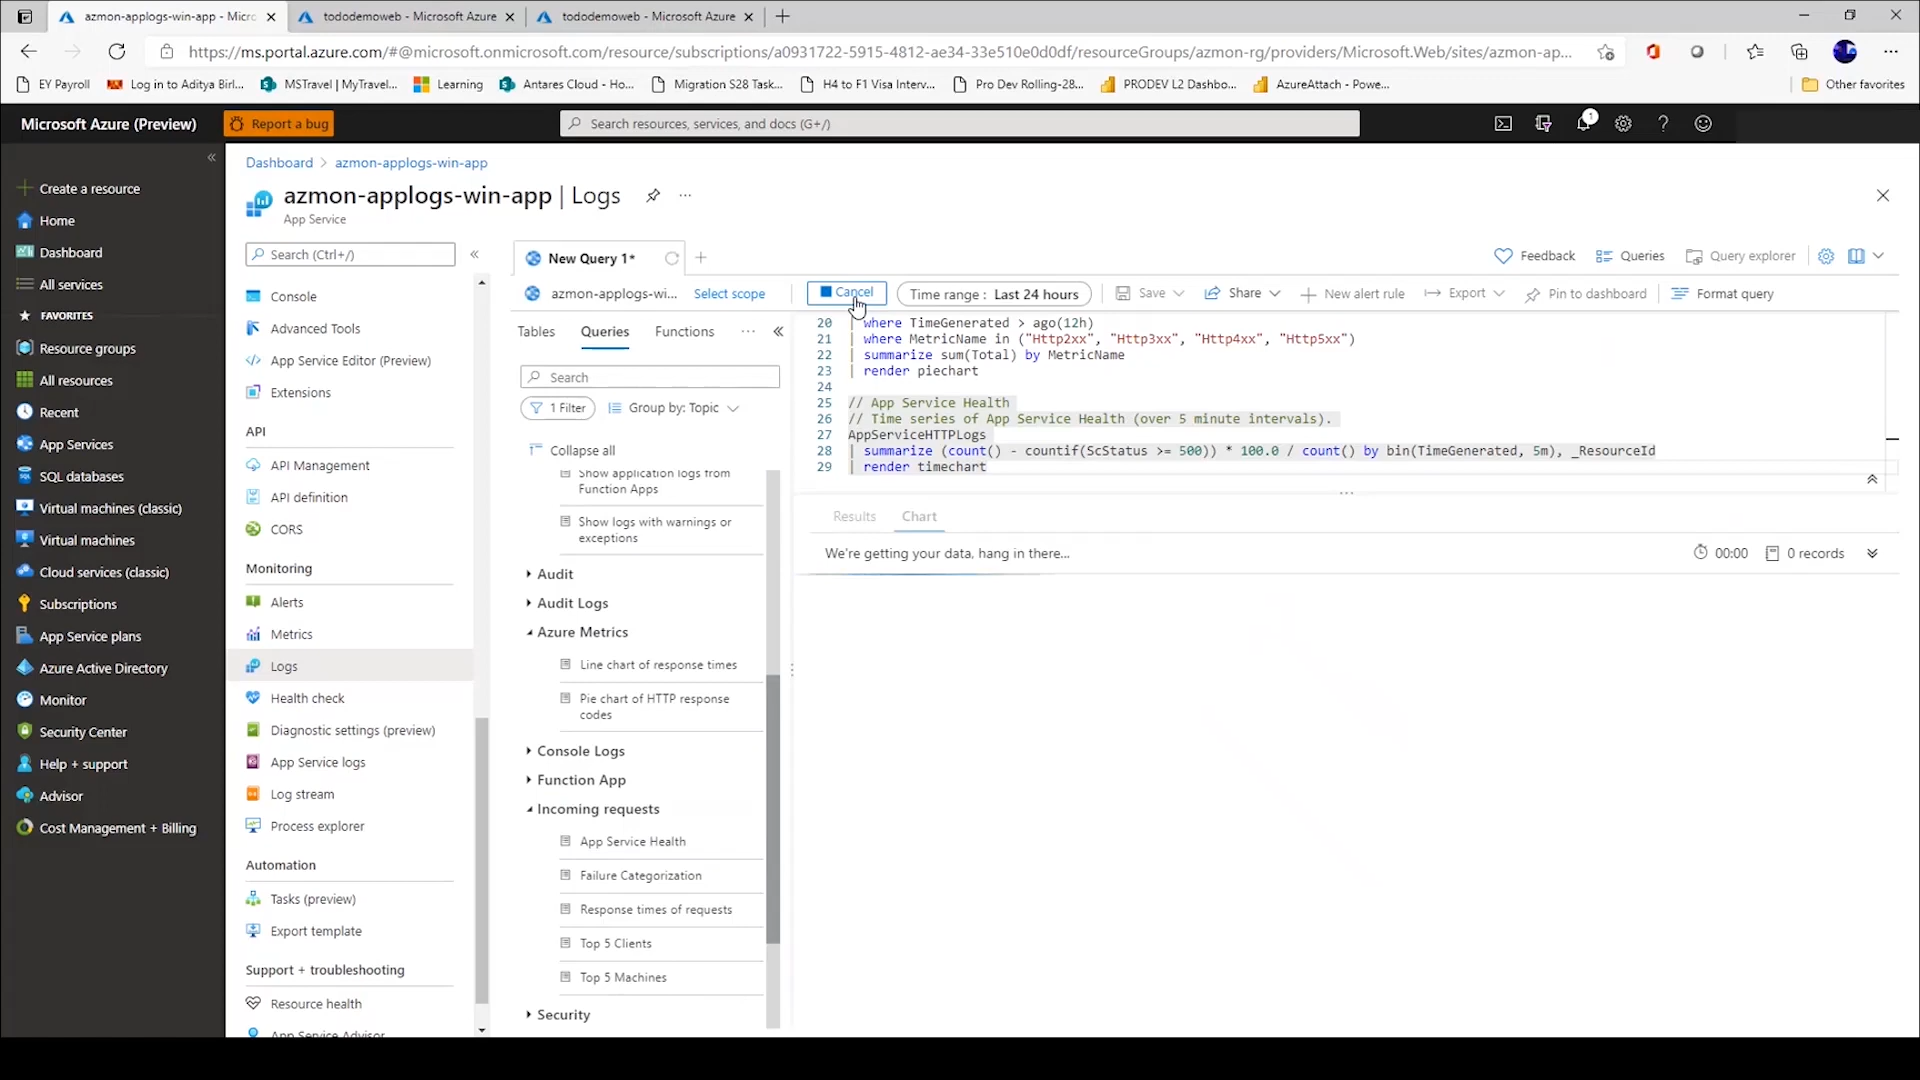 azmon-applogs-win-app - Micro
tododemoweb - Microsoft Azure
tododemoweb - Microsoft Azure
https://ms.portal.azure.com/#@microsoft.onmicrosoft.com/resource/subscriptions/a0931722-5915-4812-ae34-33e510e0d0df/resourceGroups/azmon-rg/providers/Microsoft.Web/sites/azmon-ap...
EY Payroll
Log in to Aditya Birl...
MSTravel | MyTravel...
Learning
Antares Cloud - Ho...
Migration S28 Task...
H4 to F1 Visa Interv...
Pro Dev Rolling-28...
PRODEV L2 Dashbo...
AzureAttach - Powe...
Other favorites
Microsoft Azure (Preview)
Report a bug
Search resources, services, and docs (G+/)
1
Create a resource
Home
Dashboard
All services
FAVORITES
Resource groups
All resources
Recent
App Services
SQL databases
Virtual machines (classic)
Virtual machines
Cloud services (classic)
Subscriptions
App Service plans
Azure Active Directory
Monitor
Security Center
Help + support
Advisor
Cost Management + Billing
Dashboard > azmon-applogs-win-app
azmon-applogs-win-app | Logs
App Service
Search (Ctrl+/)
Console
Advanced Tools
App Service Editor (Preview)
Extensions
API
API Management
API definition
CORS
Monitoring
Alerts
Metrics
Logs
Health check
Diagnostic settings (preview)
App Service logs
Log stream
Process explorer
Automation
Tasks (preview)
Export template
Support + troubleshooting
Resource health
App Service Advisor
New Query 1*
Feedback
Queries
Query explorer
azmon-applogs-wi...
Select scope
Cancel
Time range : Last 24 hours
Save
Share
New alert rule
Export
Pin to dashboard
Format query
Tables
Queries
Functions
Search
1 Filter
Group by: Topic
Collapse all
Show application logs from
Function Apps
Show logs with warnings or
exceptions
Audit
Audit Logs
Azure Metrics
Line chart of response times
Pie chart of HTTP response
codes
Console Logs
Function App
Incoming requests
App Service Health
Failure Categorization
Response times of requests
Top 5 Clients
Top 5 Machines
Security
20 | where TimeGenerated > ago(12h)
21 | where MetricName in ("Http2xx", "Http3xx", "Http4xx", "Http5xx")
22 | summarize sum(Total) by MetricName
23 | render piechart
24
25 // App Service Health
26 // Time series of App Service Health (over 5 minute intervals).
27 AppServiceHTTPLogs
28 | summarize (count() - countif(ScStatus >= 500)) * 100.0 / count() by bin(TimeGenerated, 5m), _ResourceId
29 | render timechart
Results
Chart
We're getting your data, hang in there...
00:00
0 records